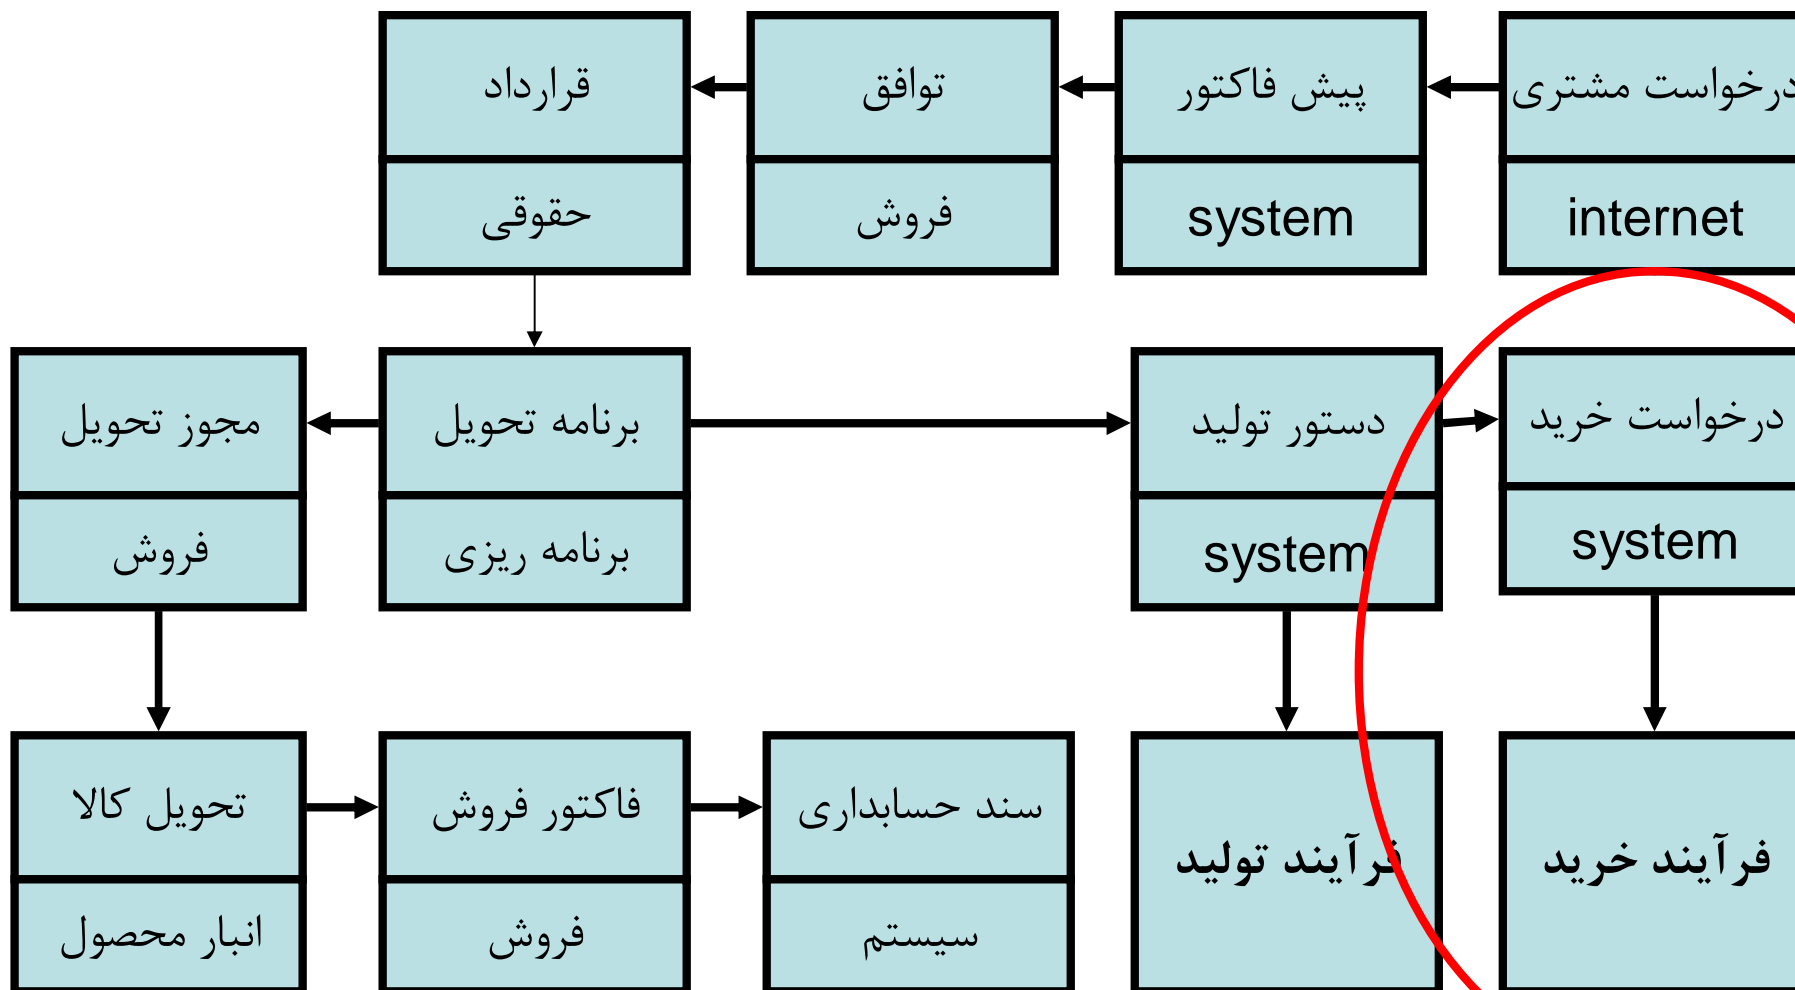 درخواست مشتری
internet
پیش فاکتور
system
توافق
فروش
قرارداد
حقوقی
درخواست خرید
system
دستور تولید
system
برنامه تحویل
برنامه ریزی
مجوز تحویل
فروش
فرآیند خرید
فرآیند تولید
سند حسابداری
سیستم
فاکتور فروش
فروش
تحویل کالا
انبار محصول